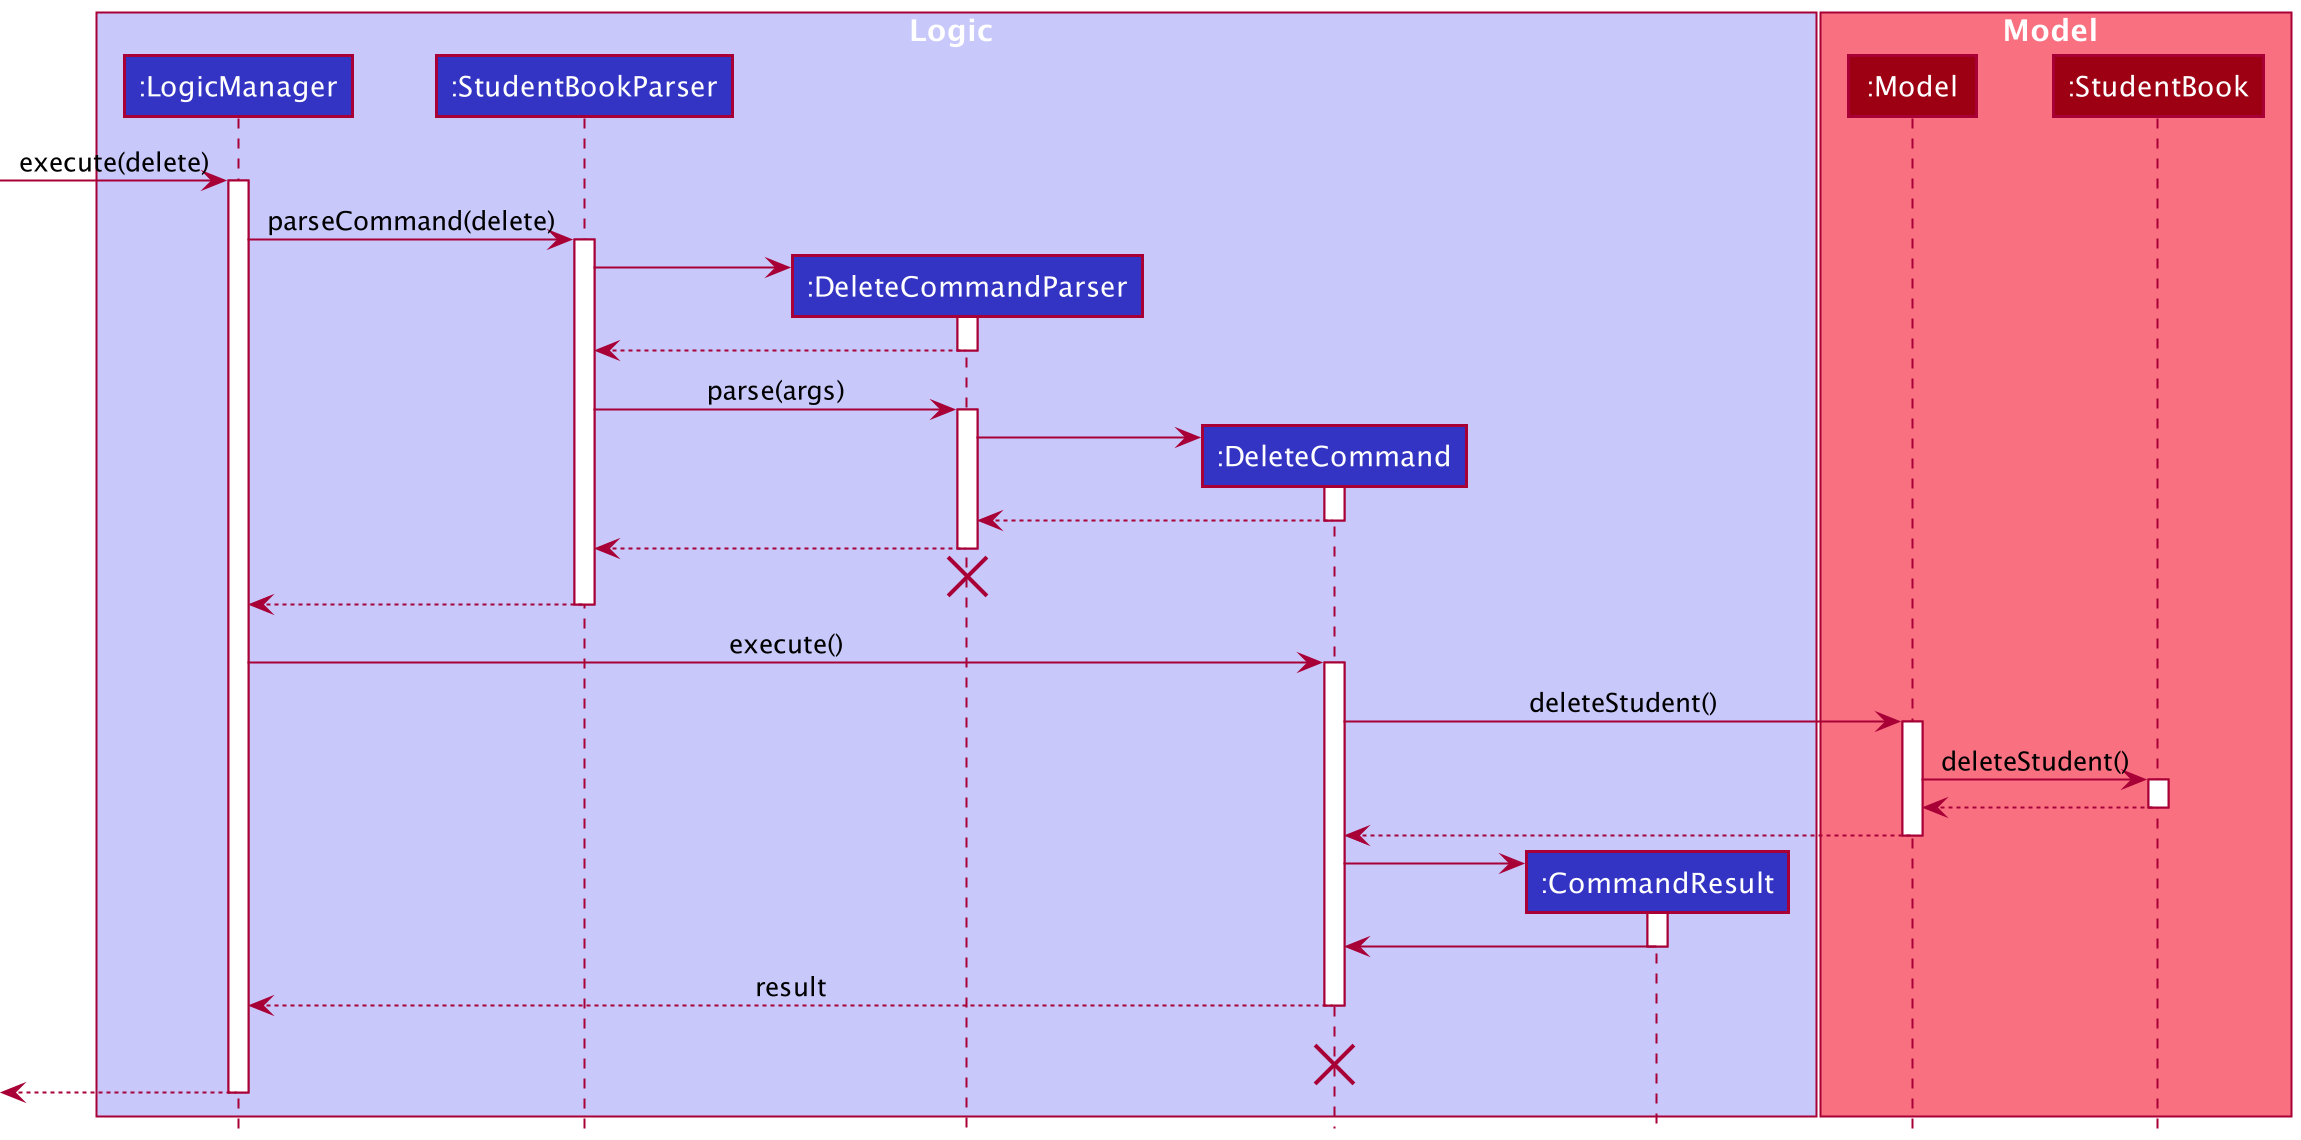 Logic
Model
:LogicManager
:StudentBookParser
:Model
:StudentBook
execute(delete)
parseCommand(delete)
:DeleteCommandParser
parse(args)
:DeleteCommand
execute()
deleteStudent()
deleteStudent()
:CommandResult
result